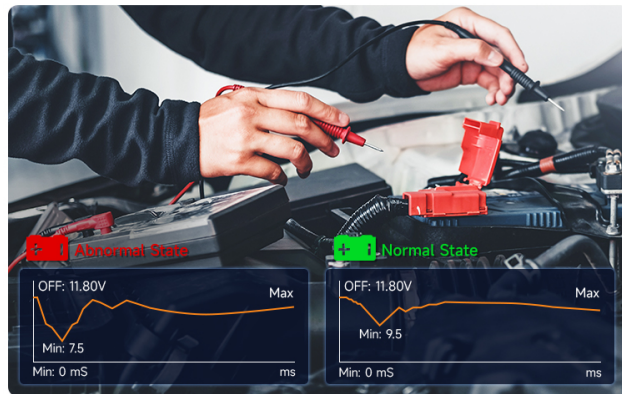 Abnormal State
Normal State
OFF: 11.80V
Max
Min: 7.5
Min: 0 mS
ms
OFF: 11.80V
Max
Min: 9.5
Min: 0 mS
ms